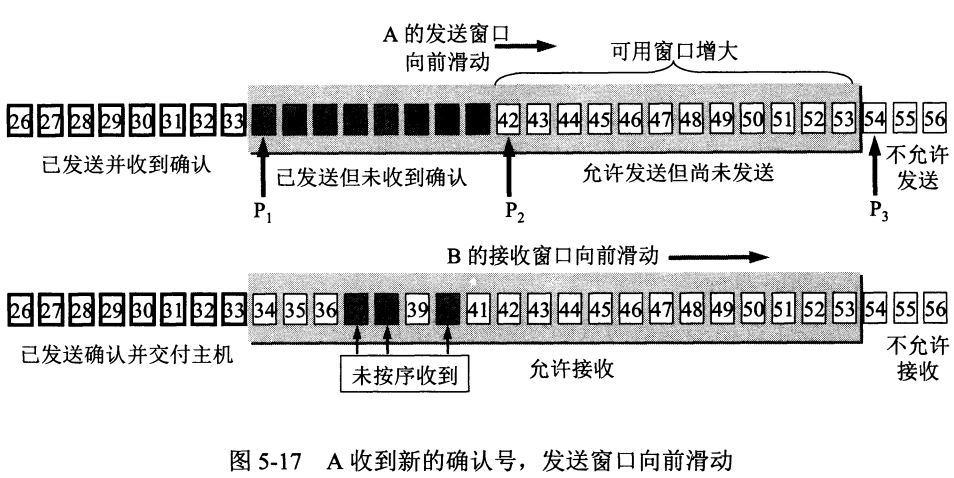 A 的发送窗口
向前滑动
可用窗口增大
26 27 28 29 30 31 32 33 42 43 44 45 46 47 48 49 50 51 52 53 54 55 56
已发送并收到确认
已发送但未收到确认
允许发送但尚未发送
不允许
发送
P1
P2
P3
B 的接收窗口向前滑动
26 27 28 29 30 31 32 33 34 35 36 39 41 42 43 44 45 46 47 48 49 50 51 52 53 54 55 56
已发送确认并交付主机
未按序收到
允许接收
不允许
接收
图 5-17 A 收到新的确认号，发送窗口向前滑动